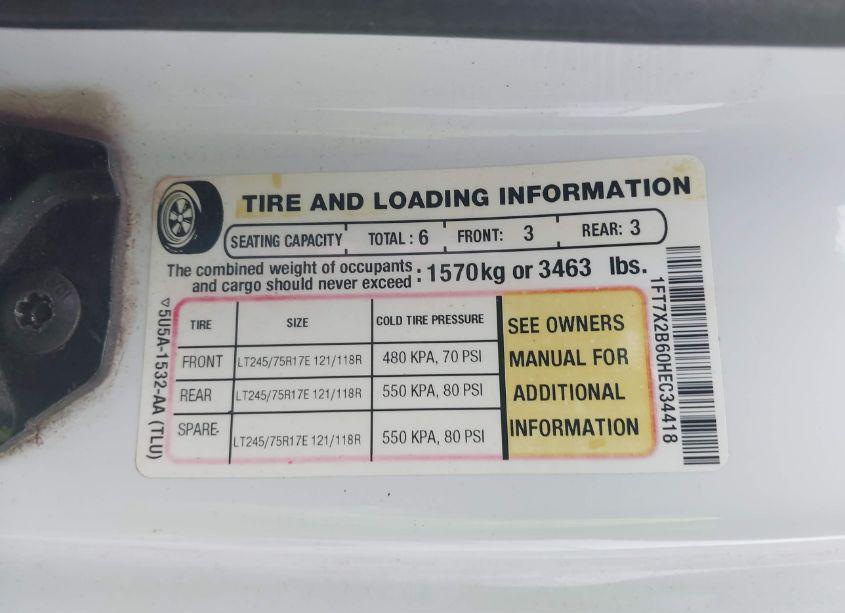 TIRE AND LOADING INFORMATION
SEATING CAPACITY TOTAL : 6 FRONT: 3 REAR: 3
The combined weight of occupants
and cargo should never exceed : 1570kg or 3463 lbs.
TIRE SIZE COLD TIRE PRESSURE
FRONT LT245/75R17E 121/118R 480 KPA, 70 PSI
REAR LT245/75R17E 121/118R 550 KPA, 80 PSI
SPARE LT245/75R17E 121/118R 550 KPA, 80 PSI
SEE OWNERS
MANUAL FOR
ADDITIONAL
INFORMATION
5U5A-1532-AA (TLU)
1FT7X2B60HEC34418